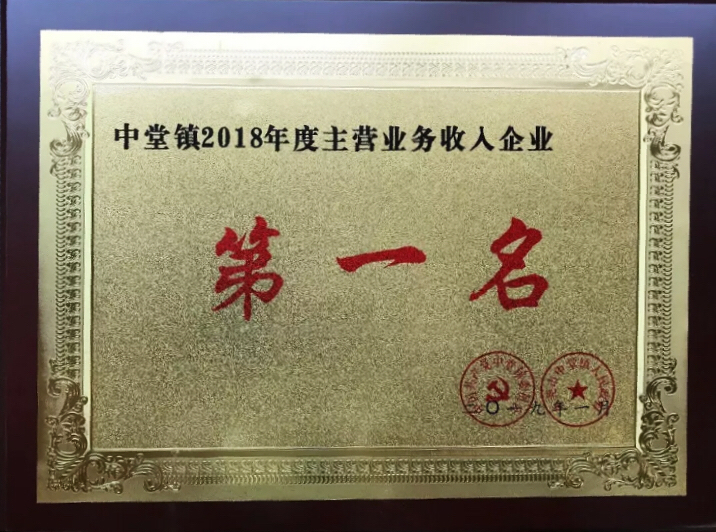 中堂镇2018年度主营业务收入企业
第一名
二〇一九年一月